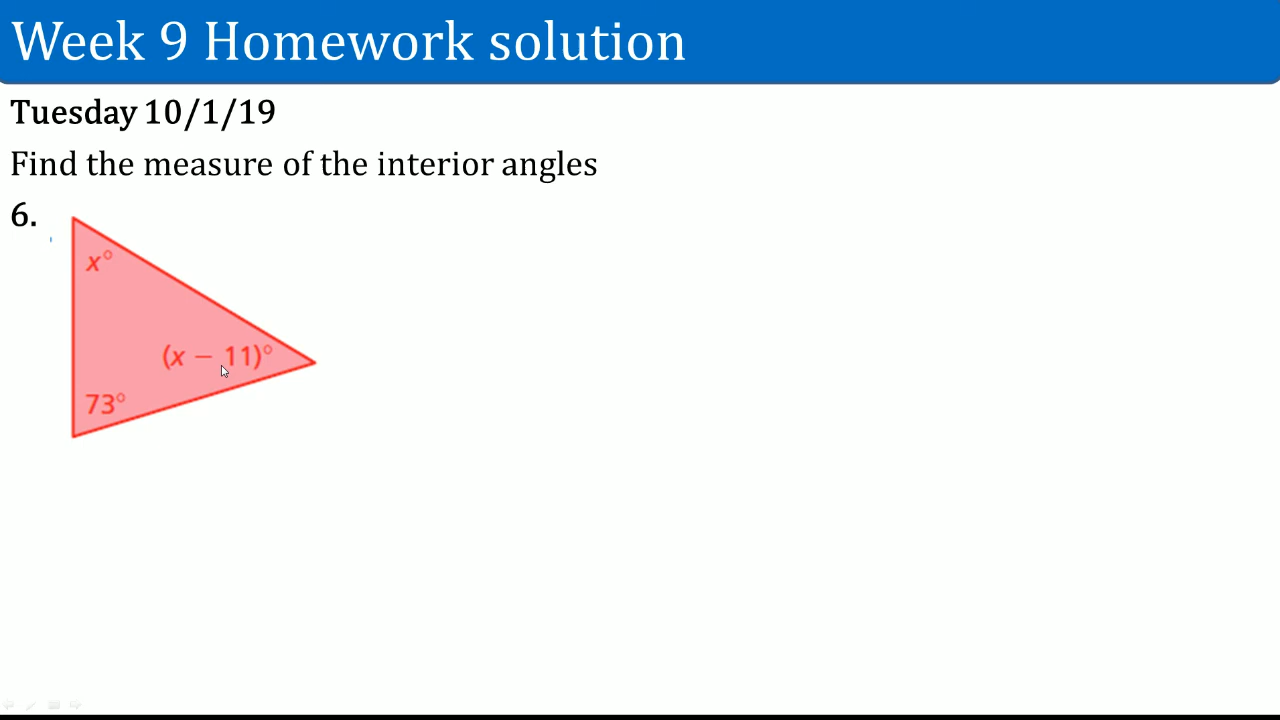 Week 9 Homework solution
Tuesday 10/1/19
Find the measure of the interior angles
6.
x°
(x − 11)°
73°